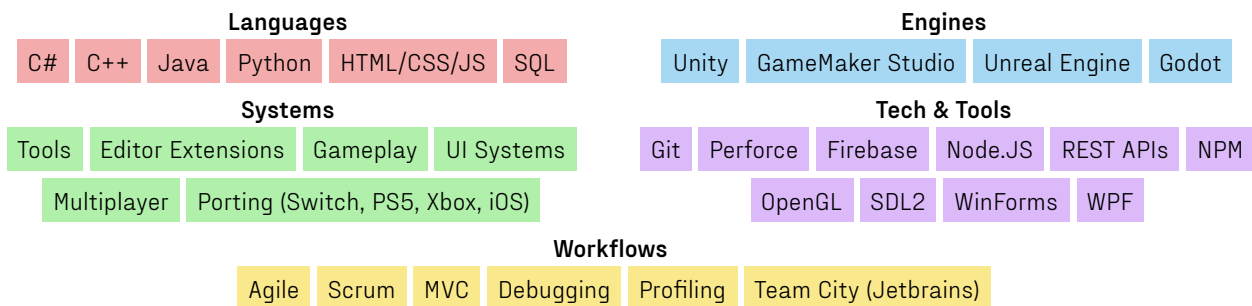 Languages
C# C++ Java Python HTML/CSS/JS SQL
Engines
Unity GameMaker Studio Unreal Engine Godot
Systems
Tools Editor Extensions Gameplay UI Systems
Multiplayer Porting (Switch, PS5, Xbox, iOS)
Tech & Tools
Git Perforce Firebase Node.JS REST APIs NPM
OpenGL SDL2 WinForms WPF
Workflows
Agile Scrum MVC Debugging Profiling Team City (Jetbrains)